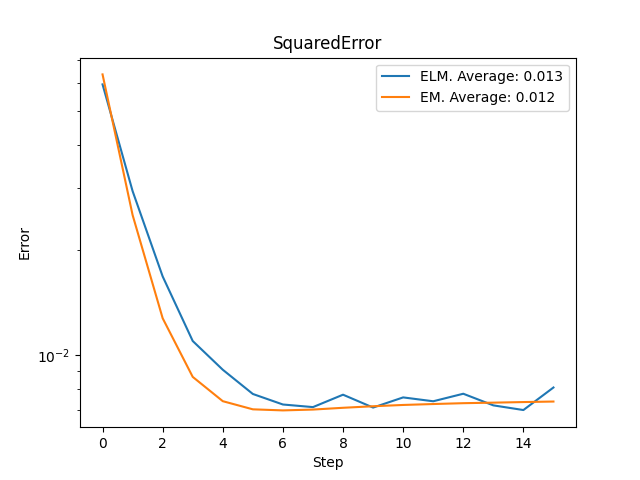 SquaredError
ELM. Average: 0.013
EM. Average: 0.012
Error
10⁻²
0 2 4 6 8 10 12 14
Step